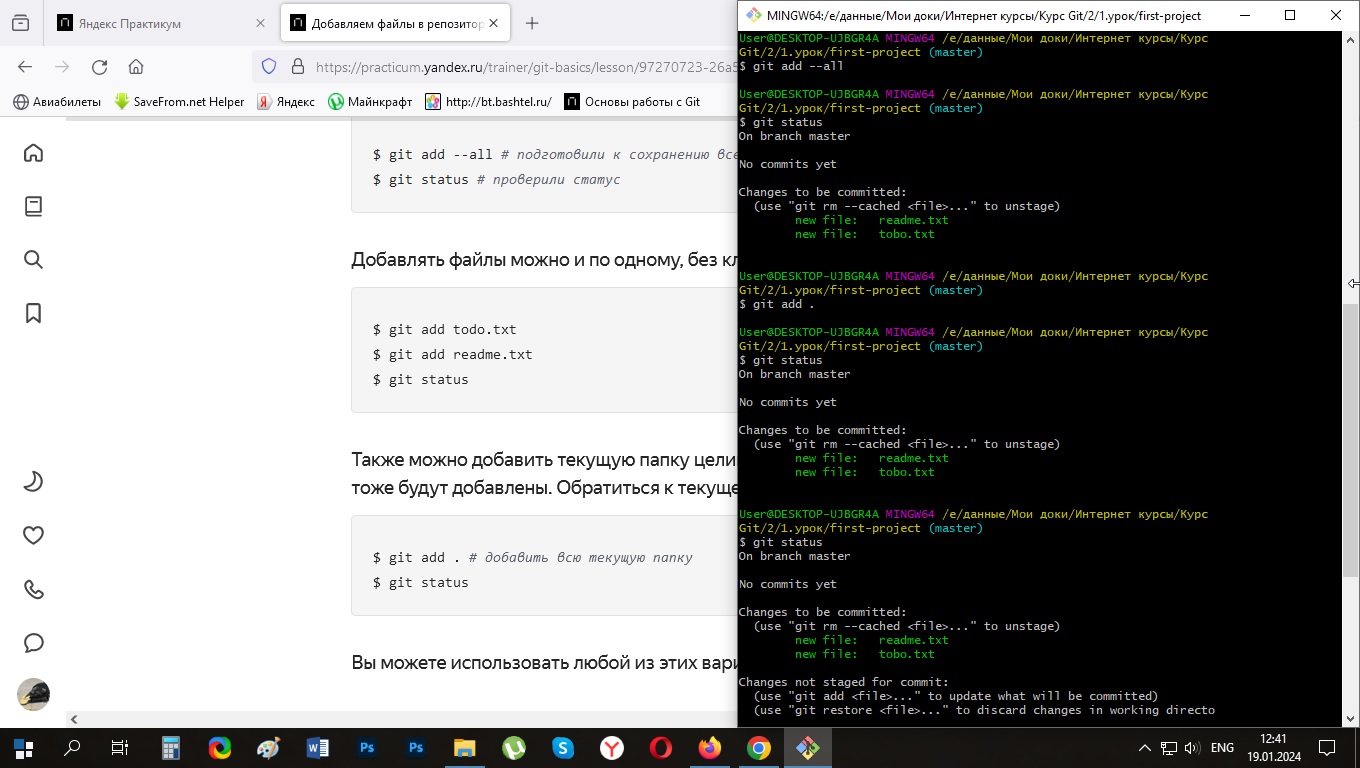 Яндекс Практикум
Добавляем файлы в репозитор
MINGW64:/e/данные/Мои доки/Интернет курсы/Курс Git/2/1.урок/first-project
https://practicum.yandex.ru/trainer/git-basics/lesson/97270723-26a5
Авиабилеты
SaveFrom.net Helper
Яндекс
Майнкрафт
http://bt.bashtel.ru/
Основы работы с Git
$ git add --all # подготовили к сохранению все
$ git status # проверили статус
Добавлять файлы можно и по одному, без кл
$ git add todo.txt
$ git add readme.txt
$ git status
Также можно добавить текущую папку цели
тоже будут добавлены. Обратиться к текуще
$ git add . # добавить всю текущую папку
$ git status
Вы можете использовать любой из этих вари
User@DESKTOP-UJBGR4A MINGW64 /e/данные/Мои доки/Интернет курсы/Курс
Git/2/1.урок/first-project (master)
$ git add --all
User@DESKTOP-UJBGR4A MINGW64 /e/данные/Мои доки/Интернет курсы/Курс
Git/2/1.урок/first-project (master)
$ git status
On branch master
No commits yet
Changes to be committed:
(use "git rm --cached <file>..." to unstage)
new file: readme.txt
new file: tobo.txt
User@DESKTOP-UJBGR4A MINGW64 /e/данные/Мои доки/Интернет курсы/Курс
Git/2/1.урок/first-project (master)
$ git add .
User@DESKTOP-UJBGR4A MINGW64 /e/данные/Мои доки/Интернет курсы/Курс
Git/2/1.урок/first-project (master)
$ git status
On branch master
No commits yet
Changes to be committed:
(use "git rm --cached <file>..." to unstage)
new file: readme.txt
new file: tobo.txt
User@DESKTOP-UJBGR4A MINGW64 /e/данные/Мои доки/Интернет курсы/Курс
Git/2/1.урок/first-project (master)
$ git status
On branch master
No commits yet
Changes to be committed:
(use "git rm --cached <file>..." to unstage)
new file: readme.txt
new file: tobo.txt
Changes not staged for commit:
(use "git add <file>..." to update what will be committed)
(use "git restore <file>..." to discard changes in working directo
ENG
12:41
19.01.2024